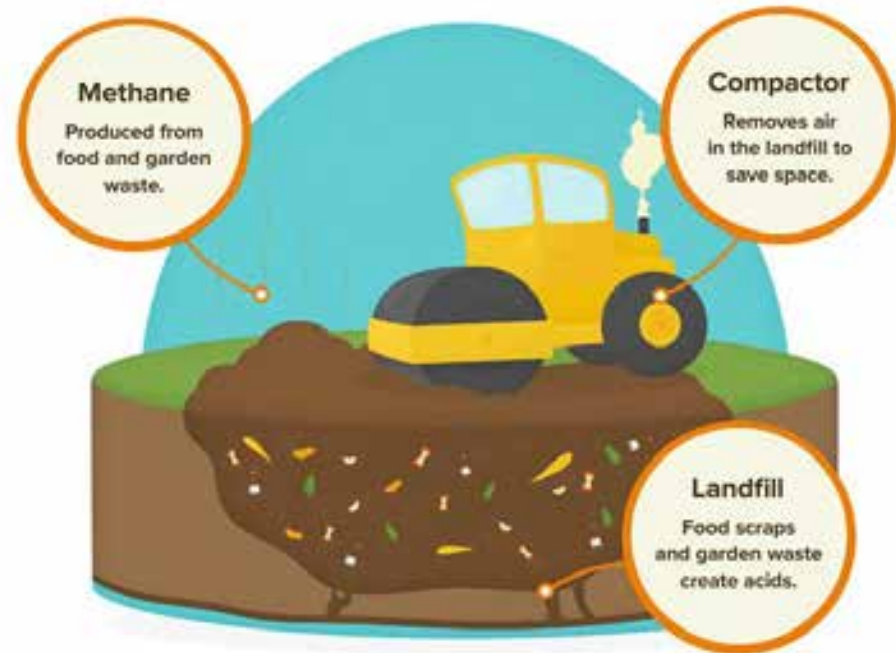 Methane
Produced from
food and garden
waste.
Compactor
Removes air
in the landfill to
save space.
Landfill
Food scraps
and garden waste
create acids.